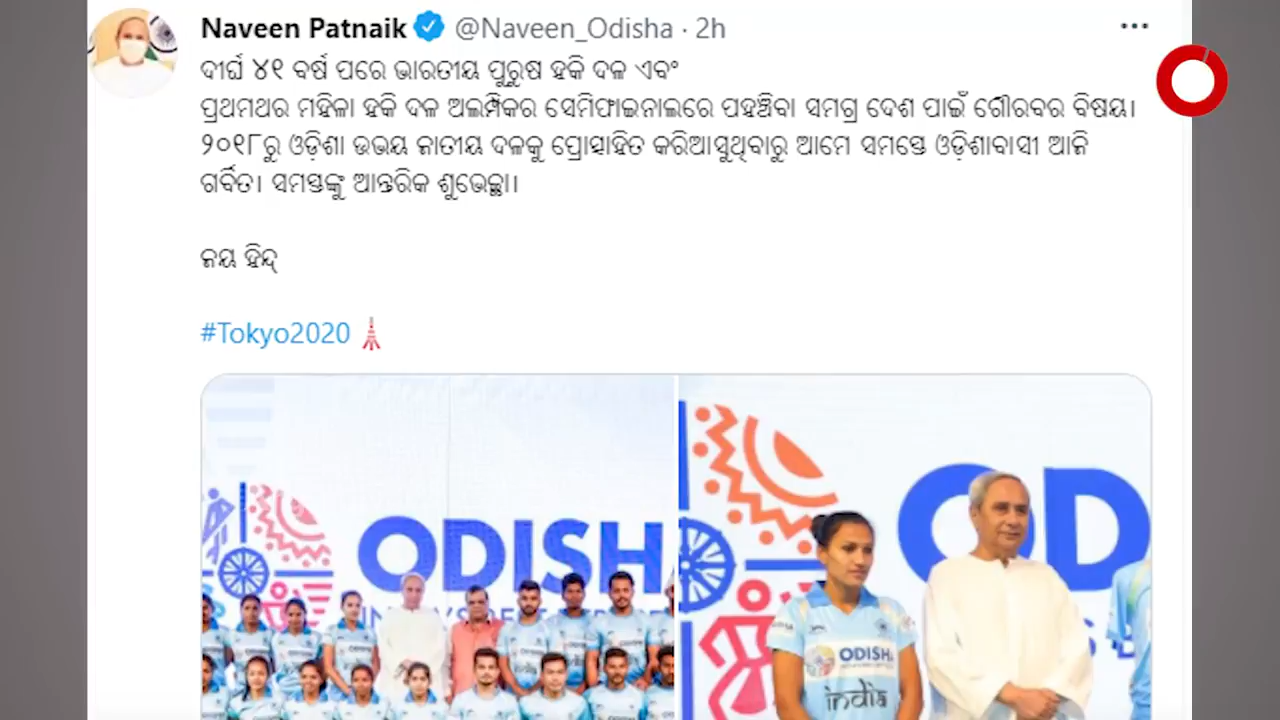 Naveen Patnaik @Naveen_Odisha · 2h
ଦୀର୍ଘ ୪୧ ବର୍ଷ ପରେ ଭାରତୀୟ ପୁରୁଷ ହକି ଦଳ ଏବଂ
ପ୍ରଥମଥର ମହିଳା ହକି ଦଳ ଅଲମ୍ପିକର ସେମିଫାଇନାଲରେ ପହଞ୍ଚିବା ସମଗ୍ର ଦେଶ ପାଇଁ ଗୌରବର ବିଷୟ।
୨୦୧୮ରୁ ଓଡ଼ିଶା ଉଭୟ ଜାତୀୟ ଦଳକୁ ପ୍ରୋତ୍ସାହିତ କରିଆସୁଥିବାରୁ ଆମେ ସମସ୍ତେ ଓଡ଼ିଶାବାସୀ ଆଜି
ଗର୍ବିତ। ସମସ୍ତଙ୍କୁ ଆନ୍ତରିକ ଶୁଭେଚ୍ଛା।
ଜୟ ହିନ୍ଦ୍
#Tokyo2020
ODISH
OD
ODISHA
india